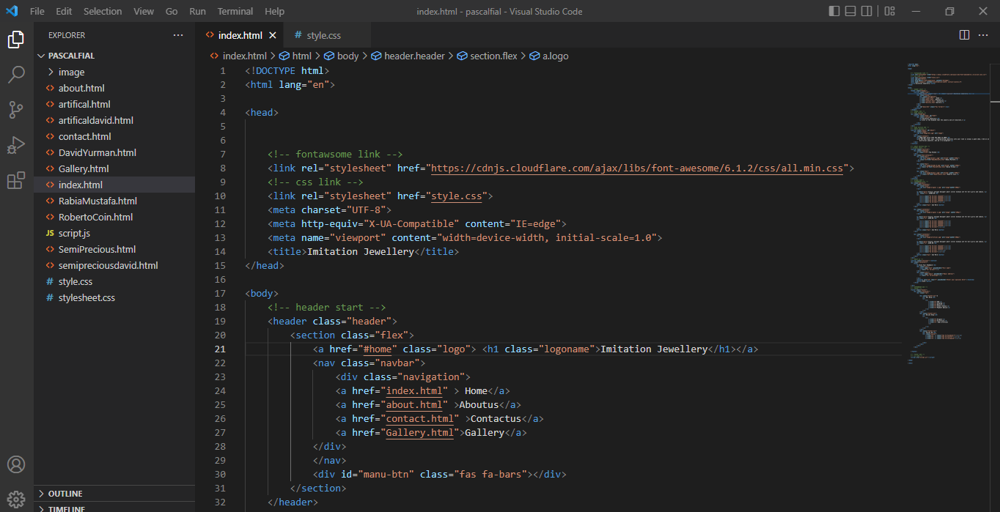 File Edit Selection View Go Run Terminal Help index.html - pascalfial - Visual Studio Code
EXPLORER ···
PASCALFIAL
image
about.html
artifical.html
artificaldavid.html
contact.html
DavidYurman.html
Gallery.html
index.html
RabiaMustafa.html
RobertoCoin.html
JS script.js
SemiPrecious.html
semipreciousdavid.html
# style.css
# stylesheet.css
OUTLINE
TIMELINE
<> index.html × # style.css
<> index.html > html > body > header.header > section.flex > a.logo
1 <!DOCTYPE html>
2 <html lang="en">
3
4 <head>
5
6
7 <!-- fontawsome link -->
8 <link rel="stylesheet" href="https://cdnjs.cloudflare.com/ajax/libs/font-awesome/6.1.2/css/all.min.css">
9 <!-- css link -->
10 <link rel="stylesheet" href="style.css">
11 <meta charset="UTF-8">
12 <meta http-equiv="X-UA-Compatible" content="IE=edge">
13 <meta name="viewport" content="width=device-width, initial-scale=1.0">
14 <title>Imitation Jewellery</title>
15 </head>
16
17 <body>
18 <!-- header start -->
19 <header class="header">
20 <section class="flex">
21 <a href="#home" class="logo"> <h1 class="logoname">Imitation Jewellery</h1></a>
22 <nav class="navbar">
23 <div class="navigation">
24 <a href="index.html" > Home</a>
25 <a href="about.html" >Aboutus</a>
26 <a href="contact.html" >Contactus</a>
27 <a href="Gallery.html">Gallery</a>
28 </div>
29 </nav>
30 <div id="manu-btn" class="fas fa-bars"></div>
31 </section>
32 </header>